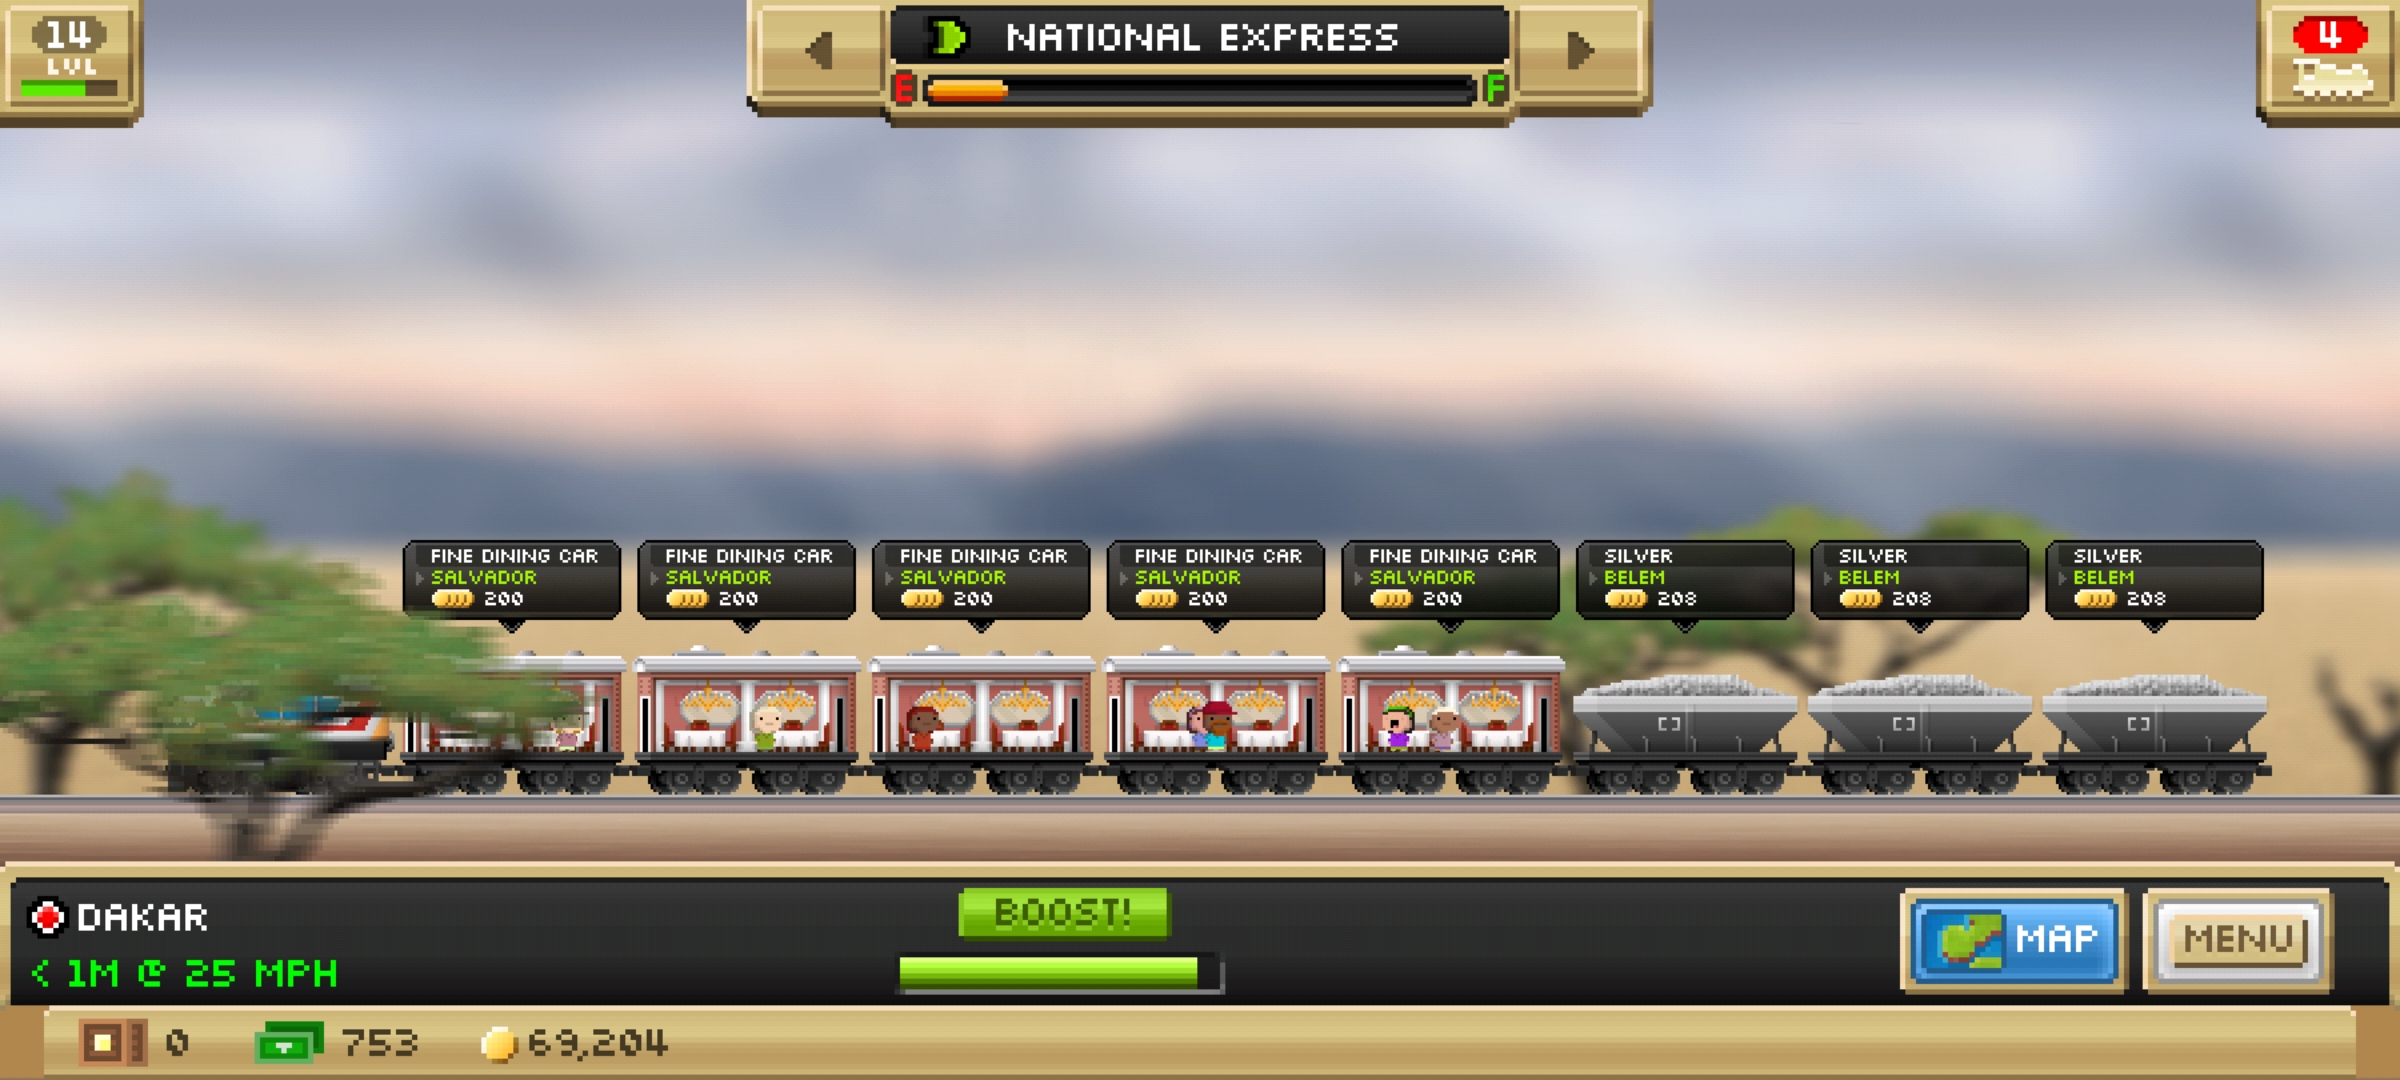 14
LVL
NATIONAL EXPRESS
E F
4
FINE DINING CAR
SALVADOR
200
FINE DINING CAR
SALVADOR
200
FINE DINING CAR
SALVADOR
200
FINE DINING CAR
SALVADOR
200
FINE DINING CAR
SALVADOR
200
SILVER
BELEM
208
SILVER
BELEM
208
SILVER
BELEM
208
DAKAR
< 1M @ 25 MPH
BOOST!
MAP
MENU
0
753
69,204